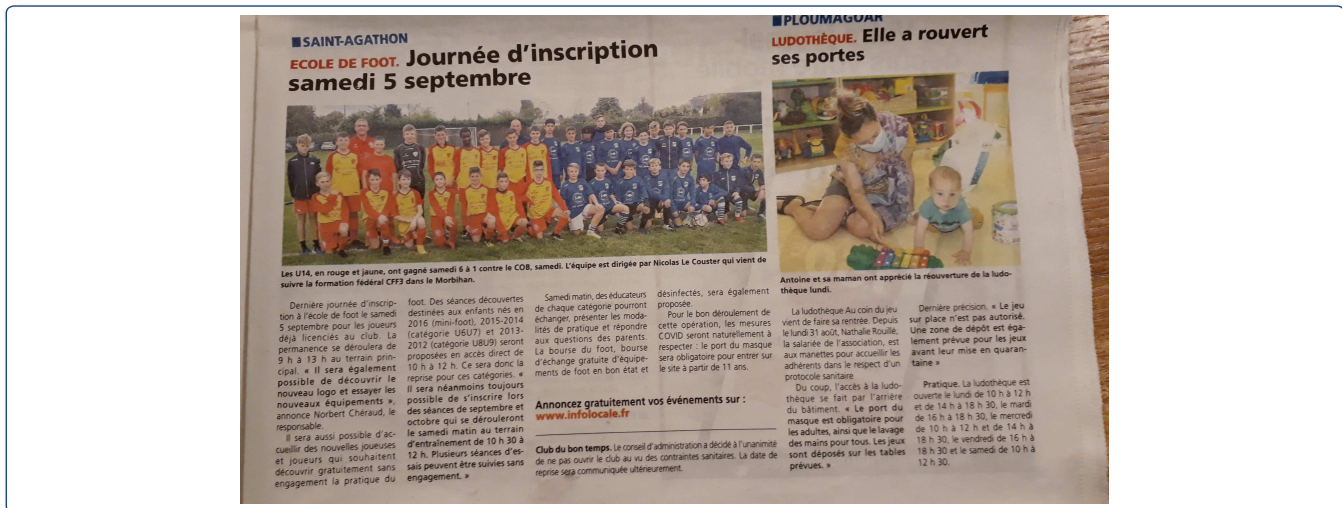 SAINT-AGATHON
ECOLE DE FOOT. Journée d'inscription
samedi 5 septembre
Les U14, en rouge et jaune, ont gagné samedi 6 à 1 contre le COB, samedi. L'équipe est dirigée par Nicolas Le Couster qui vient de
suivre la formation fédéral CFF3 dans le Morbihan.
Dernière journée d'inscrip-
tion à l'école de foot le samedi
5 septembre pour les joueurs
déjà licenciés au club. La
permanence se déroulera de
9 h à 13 h au terrain prin-
cipal. « Il sera également
possible de découvrir le
nouveau logo et essayer les
nouveaux équipements »,
annonce Norbert Chéraud, le
responsable.
Il sera aussi possible d'ac-
cueillir des nouvelles joueuses
et joueurs qui souhaitent
découvrir gratuitement sans
engagement la pratique du
foot. Des séances découvertes
destinées aux enfants nés en
2016 (mini-foot), 2015-2014
(catégorie U6U7) et 2013-
2012 (catégorie U8U9) seront
proposées en accès direct de
10 h à 12 h. Ce sera donc la
reprise pour ces catégories. «
Il sera néanmoins toujours
possible de s'inscrire lors
des séances de septembre et
octobre qui se dérouleront
le samedi matin au terrain
d'entraînement de 10 h 30 à
12 h. Plusieurs séances d'es-
sais peuvent être suivies sans
engagement. »
Samedi matin, des éducateurs
de chaque catégorie pourront
échanger, présenter les moda-
lités de pratique et répondre
aux questions des parents.
La bourse du foot, bourse
d'échange gratuite d'équipe-
ments de foot en bon état et
désinfectés, sera également
proposée.
Pour le bon déroulement de
cette opération, les mesures
COVID seront naturellement à
respecter : le port du masque
sera obligatoire pour entrer sur
le site à partir de 11 ans.
Annoncez gratuitement vos événements sur :
www.infolocale.fr
Club du bon temps. Le conseil d'administration a décidé à l'unanimité
de ne pas ouvrir le club au vu des contraintes sanitaires. La date de
reprise sera communiquée ultérieurement.
PLOUMAGOAR
LUDOTHÈQUE. Elle a rouvert
ses portes
Antoine et sa maman ont apprécié la réouverture de la ludo-
thèque lundi.
La ludothèque Au coin du jeu
vient de faire sa rentrée. Depuis
le lundi 31 août, Nathalie Rouillé,
la salariée de l'association, est
aux manettes pour accueillir les
adhérents dans le respect d'un
protocole sanitaire
Du coup, l'accès à la ludo-
thèque se fait par l'arrière
du bâtiment. « Le port du
masque est obligatoire pour
les adultes, ainsi que le lavage
des mains pour tous. Les jeux
sont déposés sur les tables
prévues. »
Dernière précision. « Le jeu
sur place n'est pas autorisé.
Une zone de dépôt est éga-
lement prévue pour les jeux
avant leur mise en quaran-
taine »
Pratique. La ludothèque est
ouverte le lundi de 10 h à 12 h
et de 14 h à 18 h 30, le mardi
de 16 h à 18 h 30, le mercredi
de 10 h à 12 h et de 14 h à
18 h 30, le vendredi de 16 h à
18 h 30 et le samedi de 10 h à
12 h 30.